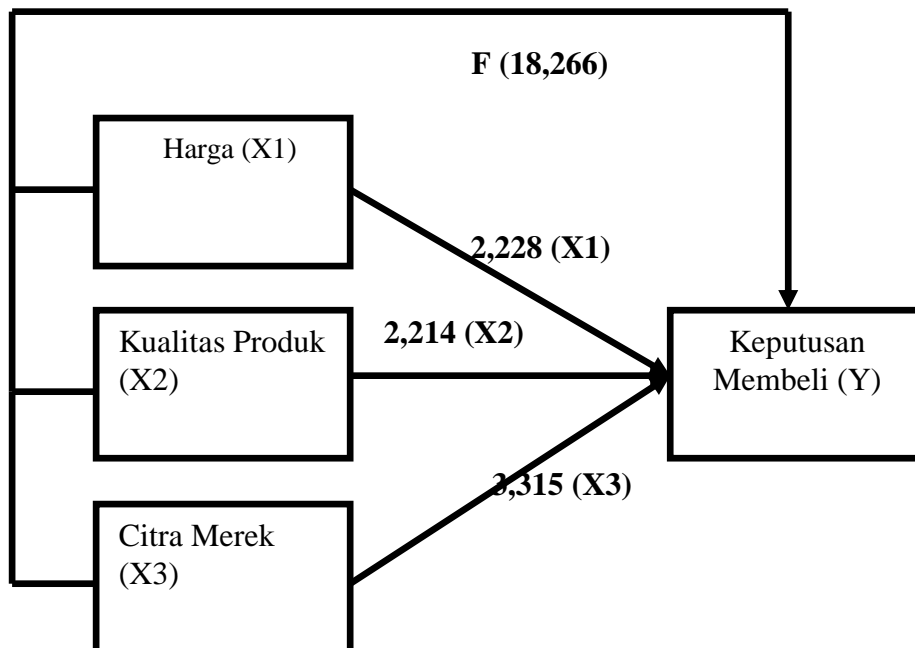 F (18,266)
Harga (X1)
2,228 (X1)
Kualitas Produk
(X2)
2,214 (X2)
Keputusan
Membeli (Y)
3,315 (X3)
Citra Merek
(X3)